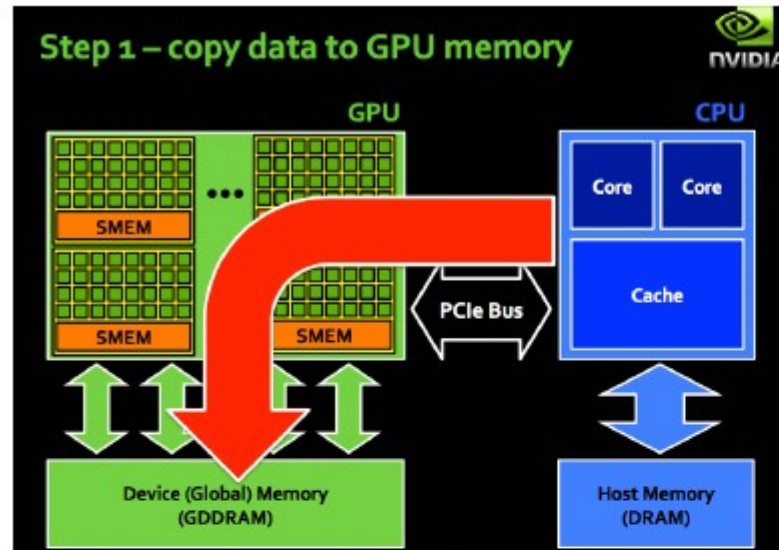 Step 1 – copy data to GPU memory
NVIDIA
GPU
CPU
...
SMEM
SMEM
SMEM
Core
Core
Cache
PCIe Bus
Device (Global) Memory
(GDDRAM)
Host Memory
(DRAM)